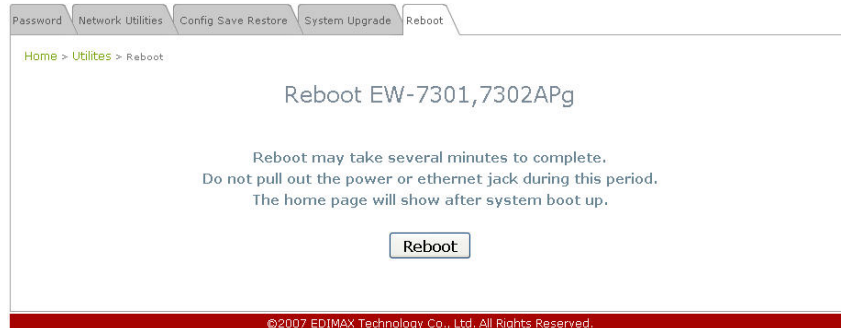 Password Network Utilities Config Save Restore System Upgrade Reboot
Home > Utilites > Reboot
Reboot EW-7301,7302APg
Reboot may take several minutes to complete.
Do not pull out the power or ethernet jack during this period.
The home page will show after system boot up.
Reboot
©2007 EDIMAX Technology Co., Ltd. All Rights Reserved.